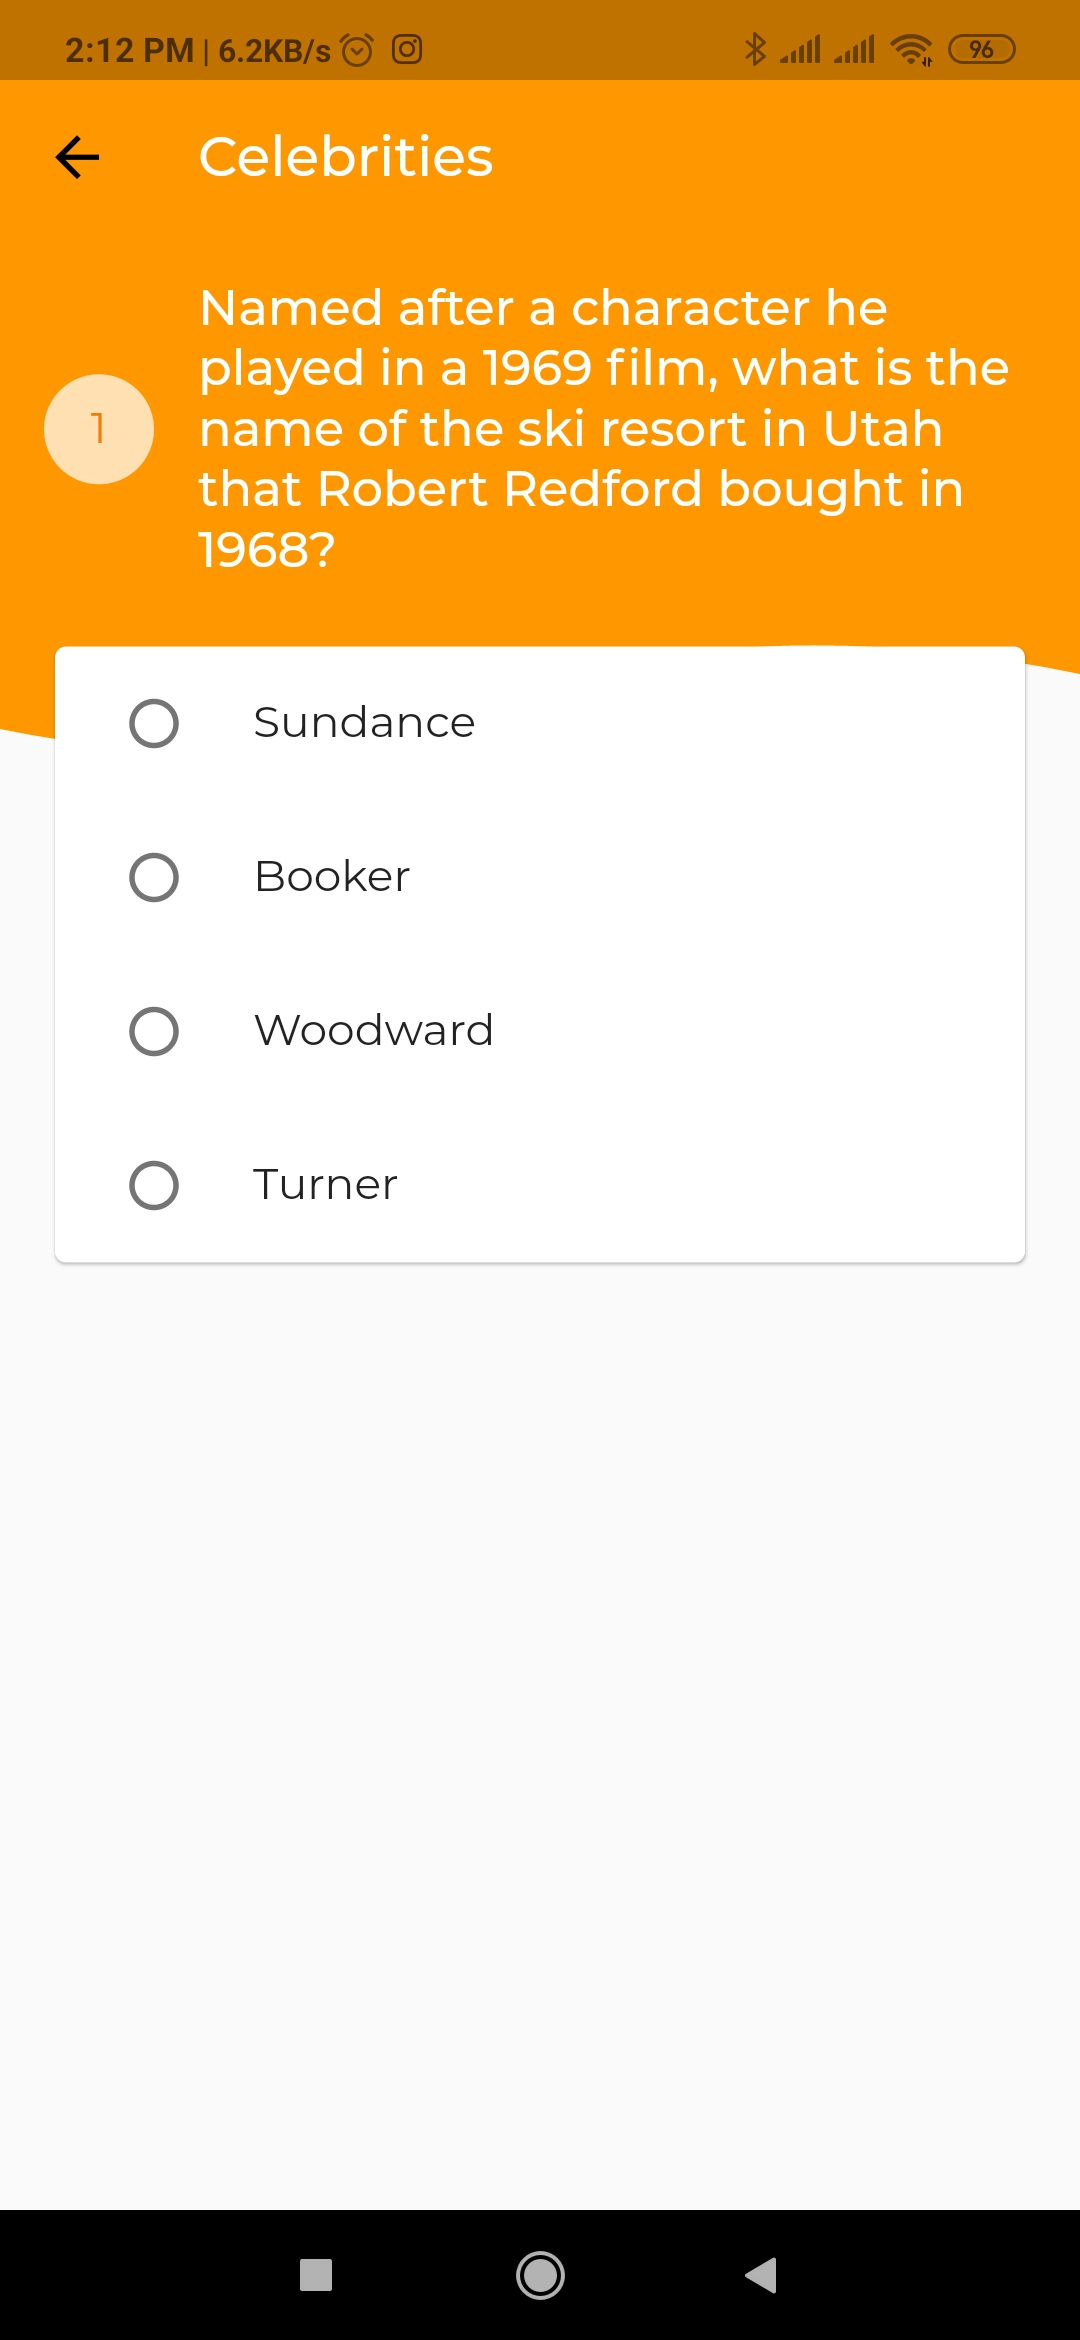 2:12 PM | 6.2KB/s 96
Celebrities
Named after a character he
played in a 1969 film, what is the
1
name of the ski resort in Utah
that Robert Redford bought in
1968?
Sundance
Booker
Woodward
Turner